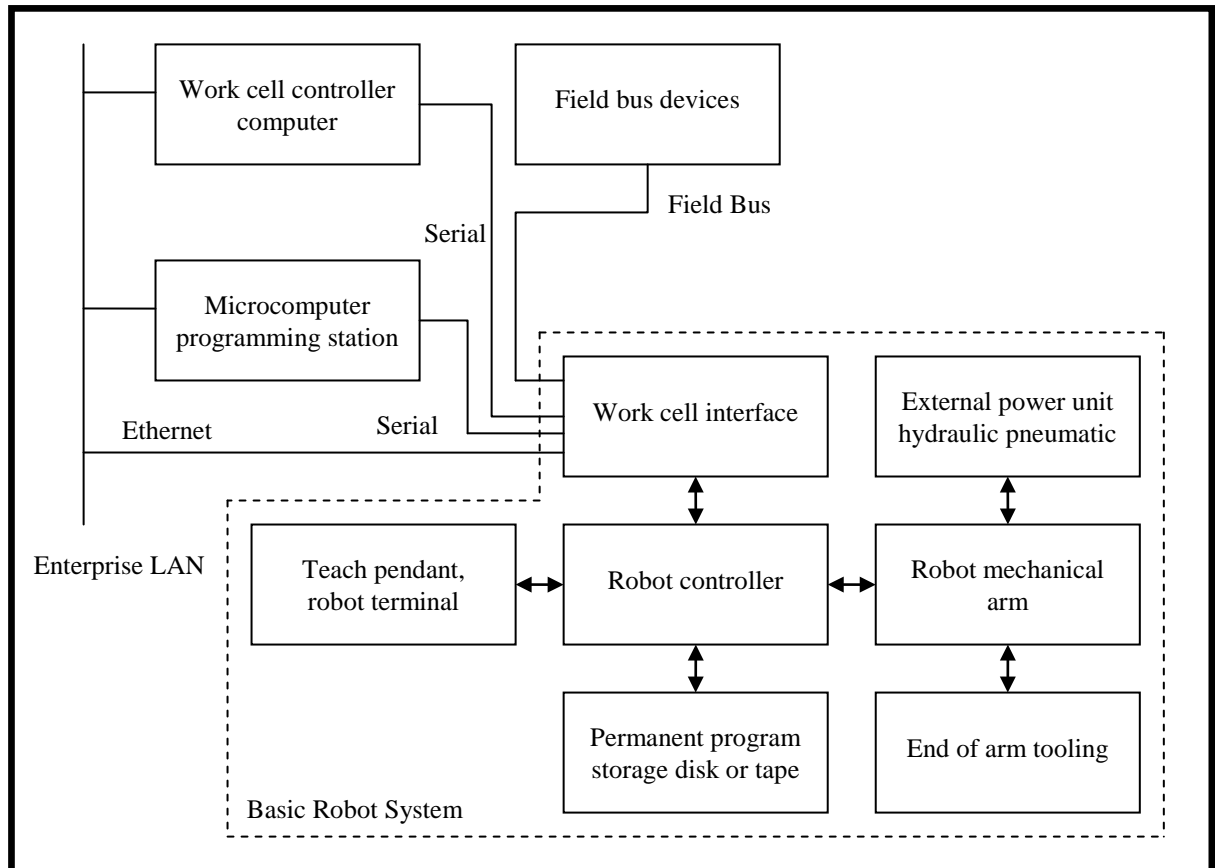 Work cell controller
computer
Field bus devices
Field Bus
Serial
Microcomputer
programming station
Ethernet
Serial
Work cell interface
External power unit
hydraulic pneumatic
Enterprise LAN
Teach pendant,
robot terminal
Robot controller
Robot mechanical
arm
Permanent program
storage disk or tape
End of arm tooling
Basic Robot System